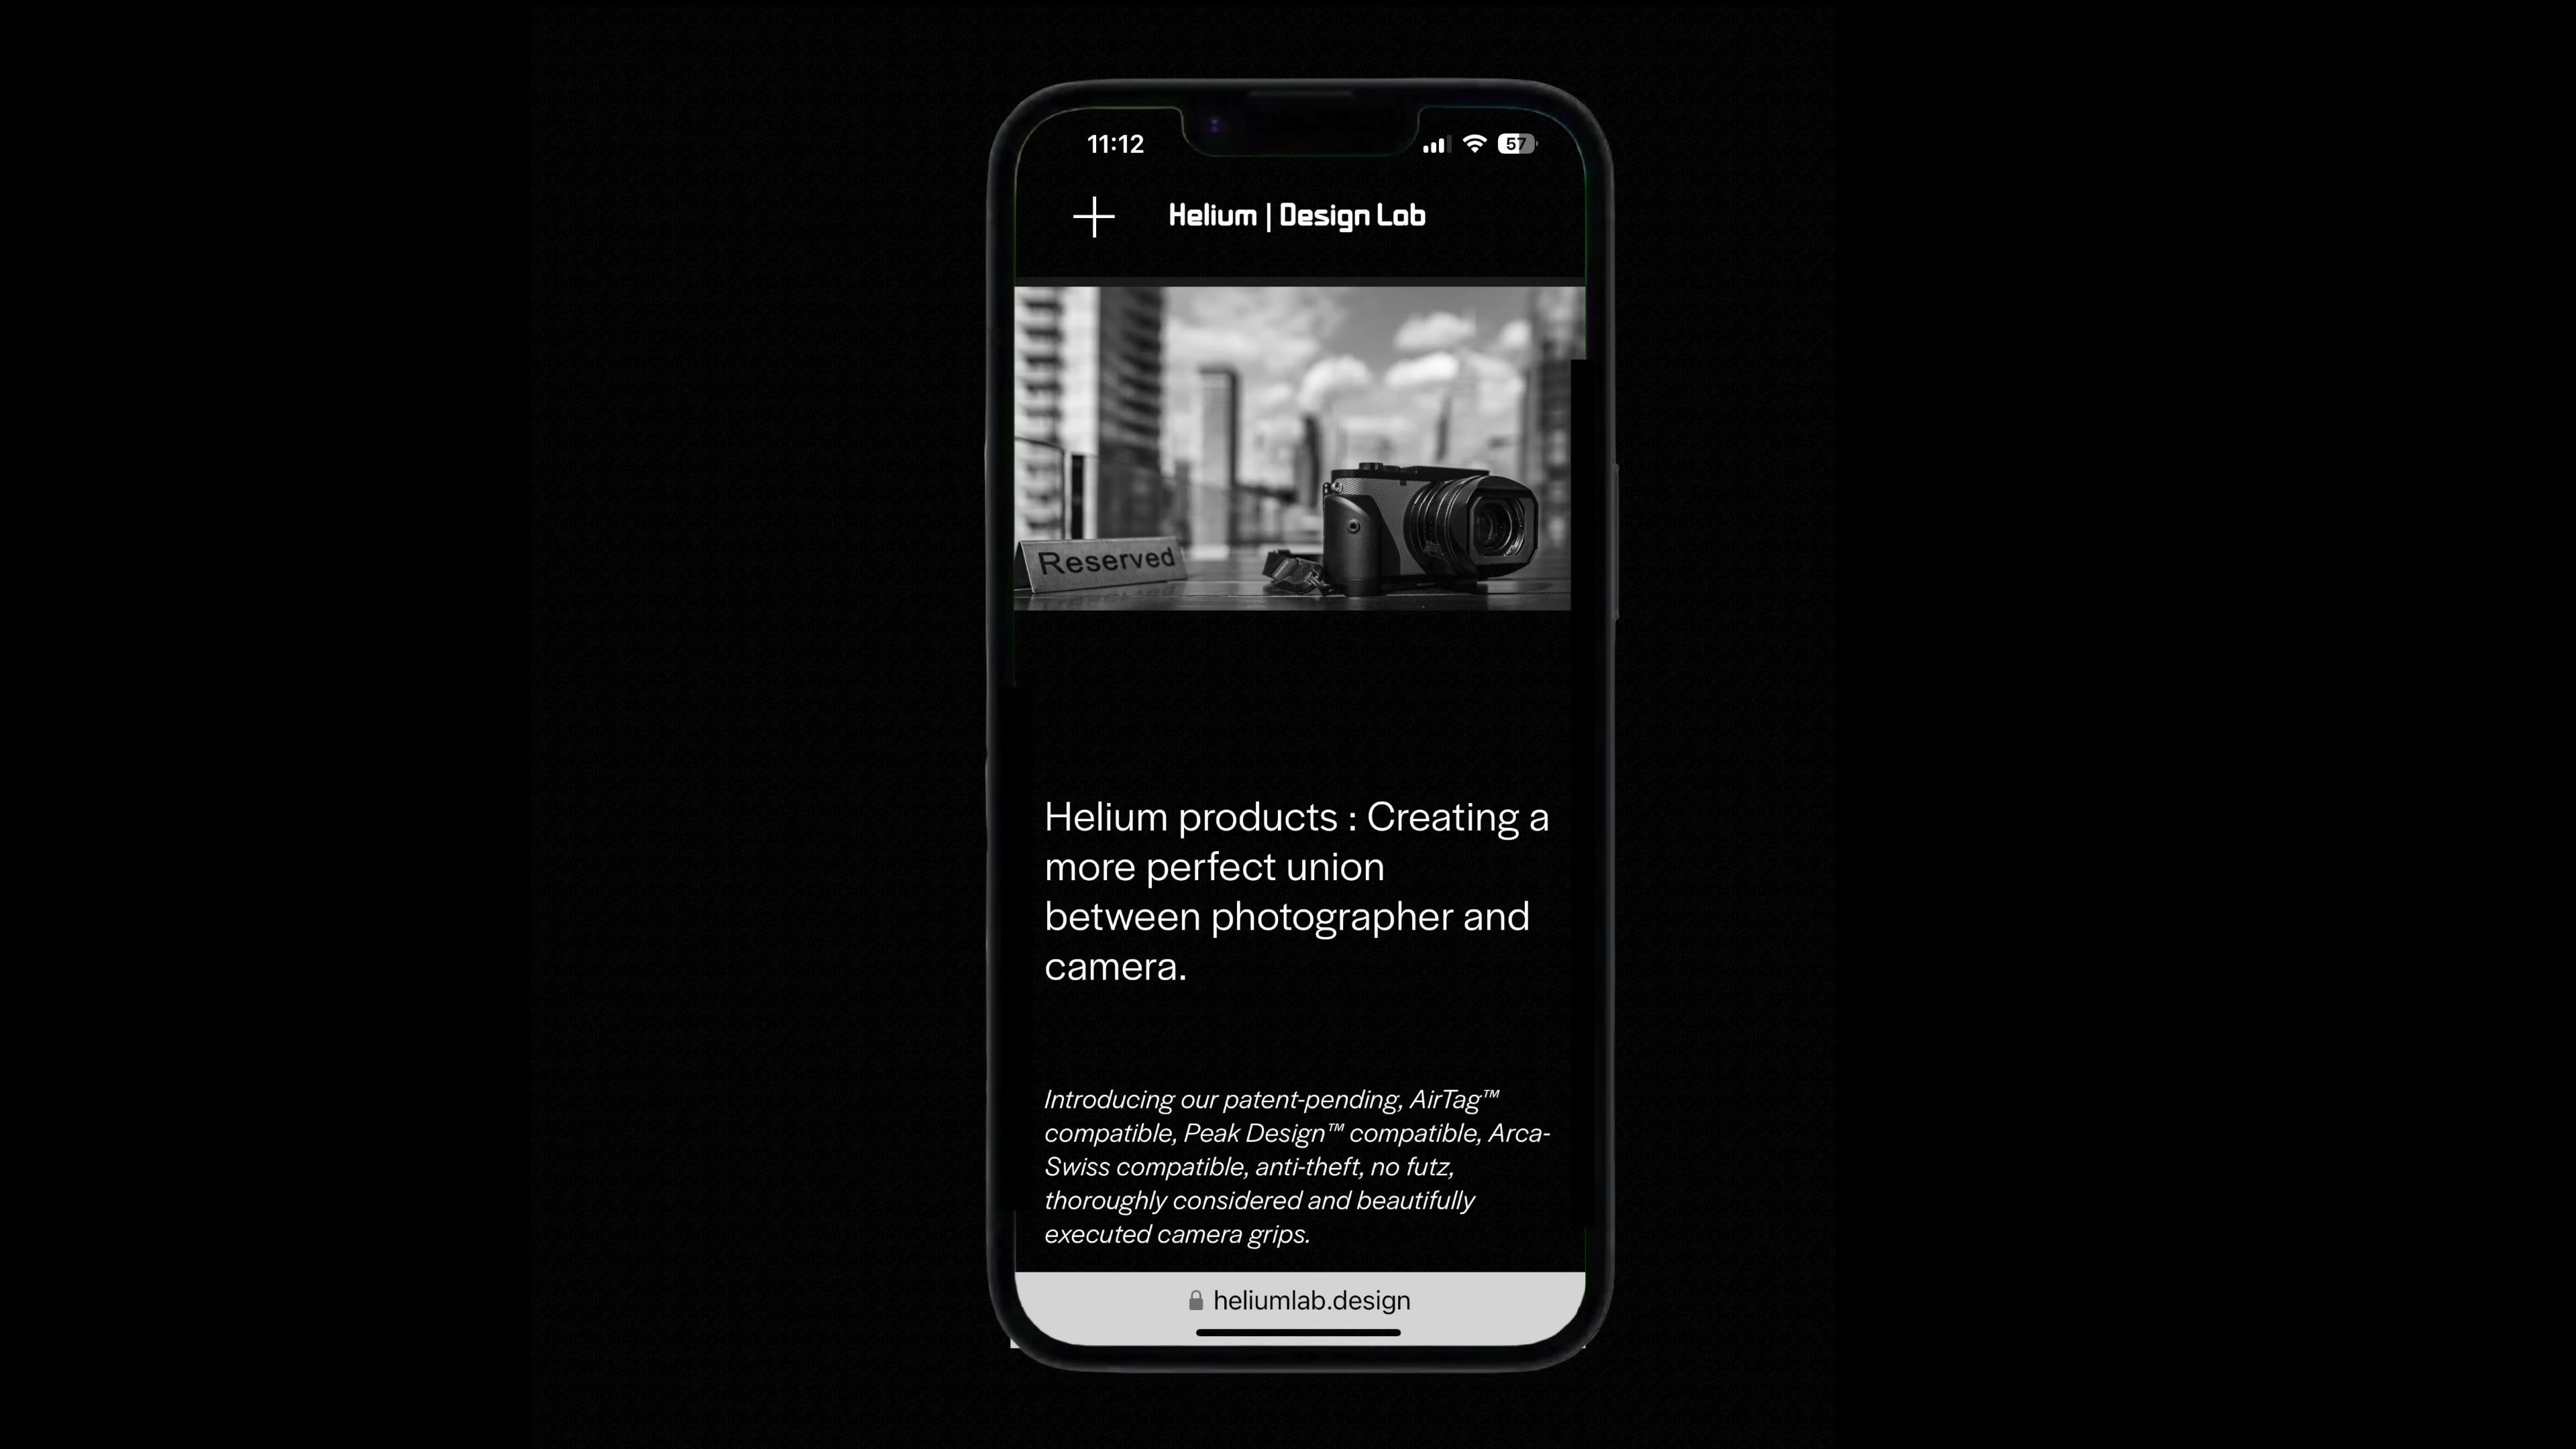 11:12
57
Helium | Design Lab
Reserved
Helium products : Creating a
more perfect union
between photographer and
camera.
Introducing our patent-pending, AirTag™
compatible, Peak Design™ compatible, Arca-
Swiss compatible, anti-theft, no futz,
thoroughly considered and beautifully
executed camera grips.
heliumlab.design